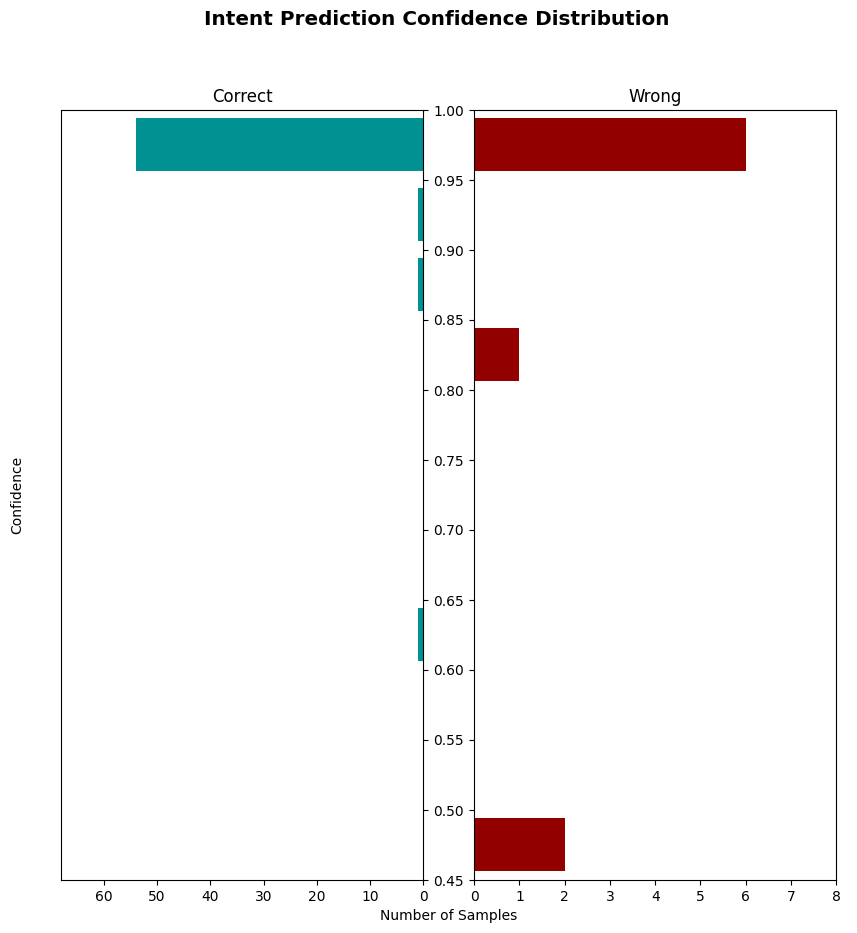 Intent Prediction Confidence Distribution
Correct
Wrong
1.00
0.95
0.90
0.85
0.80
0.75
0.70
0.65
0.60
0.55
0.50
0.45
Confidence
60 50 40 30 20 10 0
0 1 2 3 4 5 6 7 8
Number of Samples